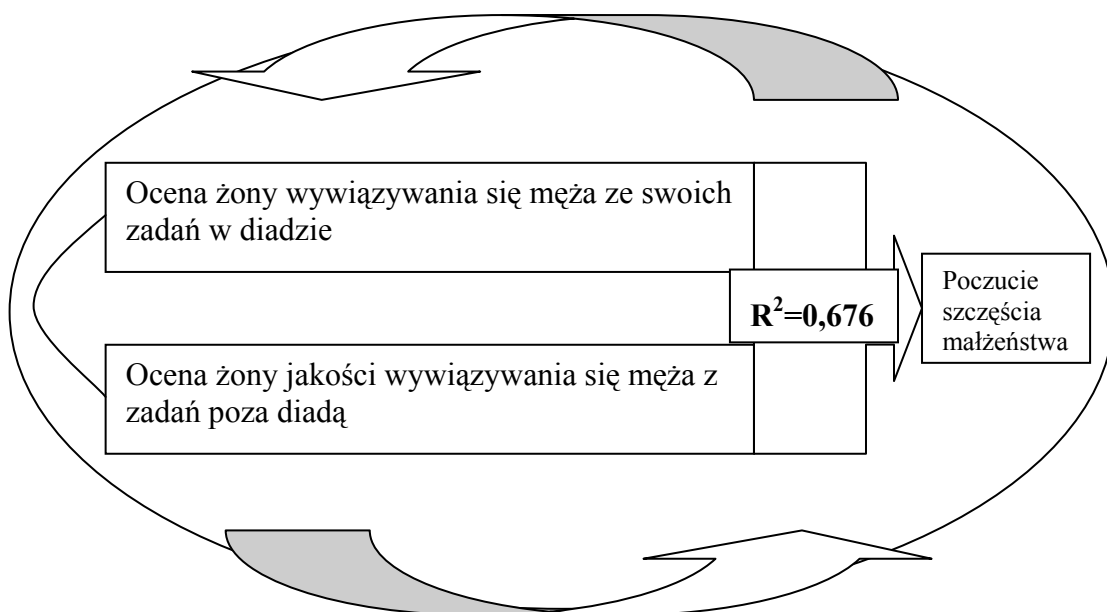 Ocena żony wywiązywania się męża ze swoich
zadań w diadzie
R²=0,676
Poczucie
szczęścia
małżeństwa
Ocena żony jakości wywiązywania się męża z
zadań poza diadą